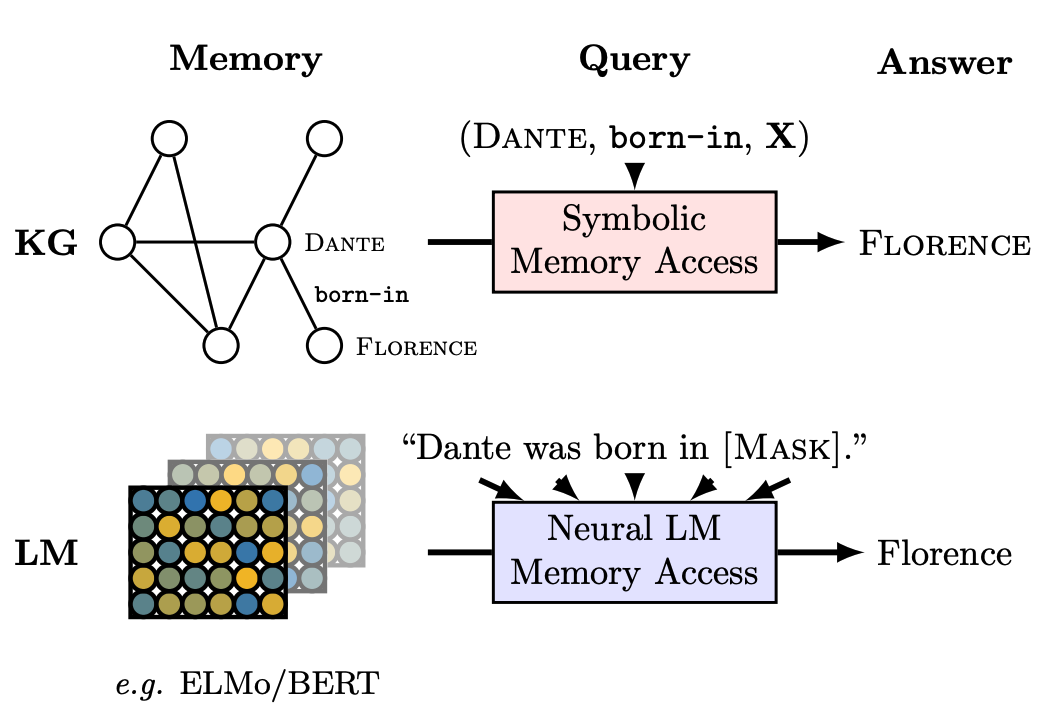 Memory
Query
Answer
(Dante, born-in, X)
KG
Dante
born-in
Florence
Symbolic
Memory Access
Florence
“Dante was born in [Mask].”
LM
Neural LM
Memory Access
Florence
e.g. ELMo/BERT